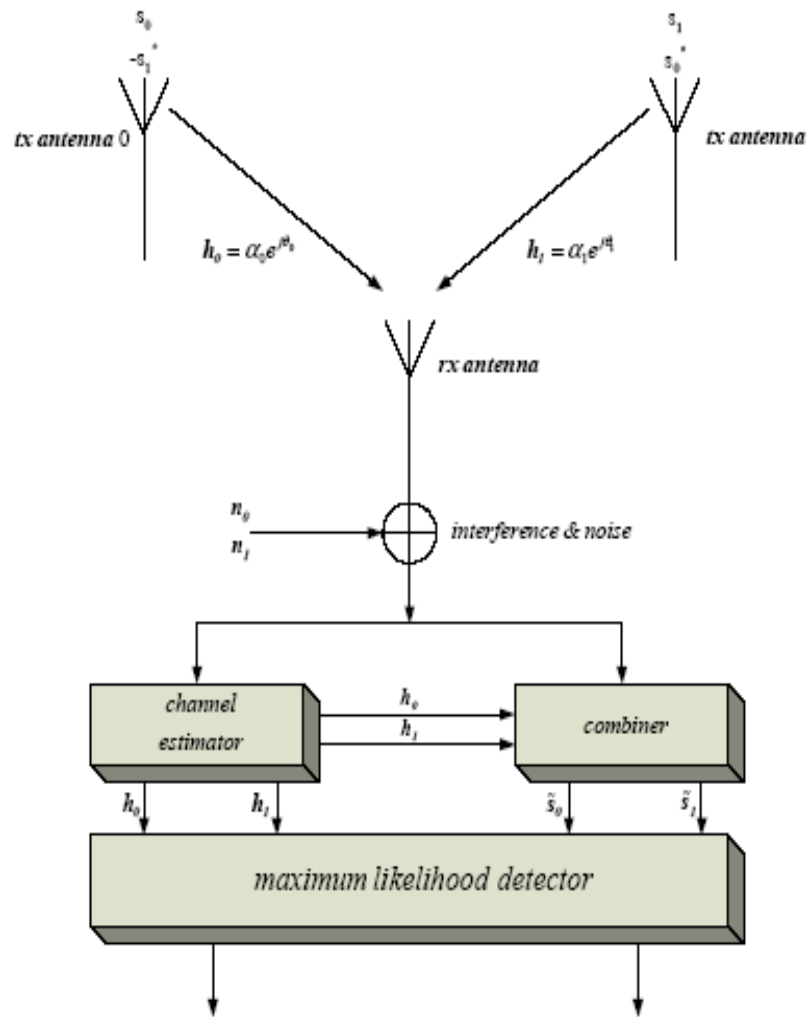 s₀
-s₁*
s₁
s₀*
tx antenna 0
tx antenna
h₀ = α₀e^{jθ₀}
h₁ = α₁e^{jθ₁}
rx antenna
n₀
n₁
interference & noise
channel
estimator
h₀
h₁
combiner
h₀
h₁
s̃₀
s̃₁
maximum likelihood detector